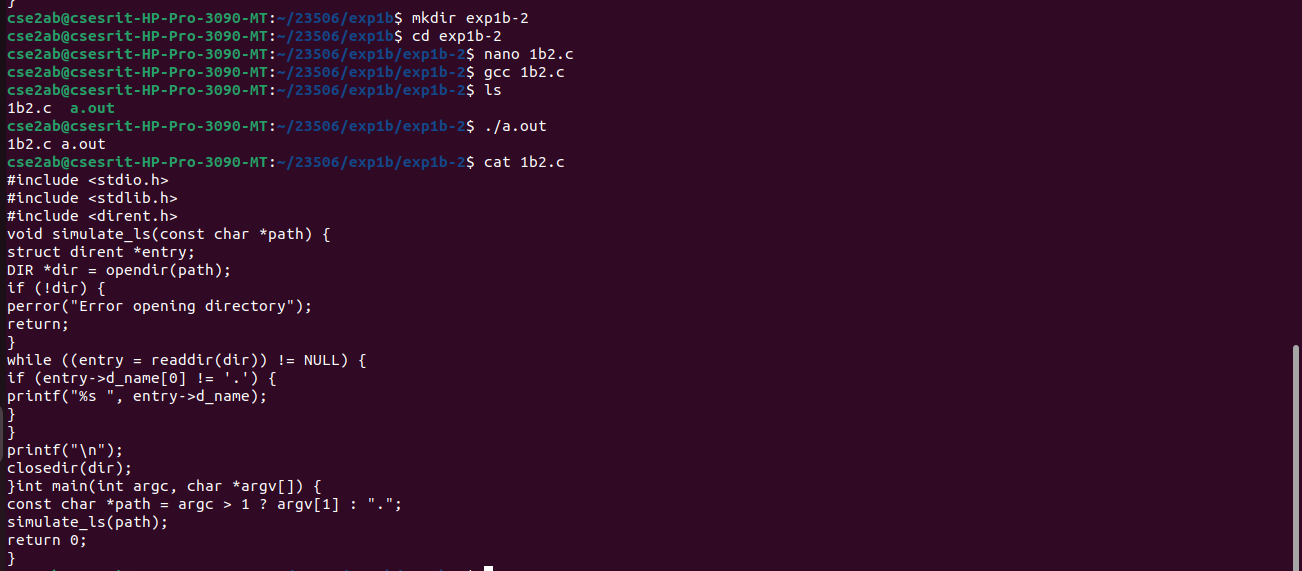 }
cse2ab@csesrit-HP-Pro-3090-MT:~/23506/exp1b$ mkdir exp1b-2
cse2ab@csesrit-HP-Pro-3090-MT:~/23506/exp1b$ cd exp1b-2
cse2ab@csesrit-HP-Pro-3090-MT:~/23506/exp1b/exp1b-2$ nano 1b2.c
cse2ab@csesrit-HP-Pro-3090-MT:~/23506/exp1b/exp1b-2$ gcc 1b2.c
cse2ab@csesrit-HP-Pro-3090-MT:~/23506/exp1b/exp1b-2$ ls
1b2.c  a.out
cse2ab@csesrit-HP-Pro-3090-MT:~/23506/exp1b/exp1b-2$ ./a.out
1b2.c a.out
cse2ab@csesrit-HP-Pro-3090-MT:~/23506/exp1b/exp1b-2$ cat 1b2.c
#include <stdio.h>
#include <stdlib.h>
#include <dirent.h>
void simulate_ls(const char *path) {
struct dirent *entry;
DIR *dir = opendir(path);
if (!dir) {
perror("Error opening directory");
return;
}
while ((entry = readdir(dir)) != NULL) {
if (entry->d_name[0] != '.') {
printf("%s ", entry->d_name);
}
}
printf("\n");
closedir(dir);
}int main(int argc, char *argv[]) {
const char *path = argc > 1 ? argv[1] : ".";
simulate_ls(path);
return 0;
}